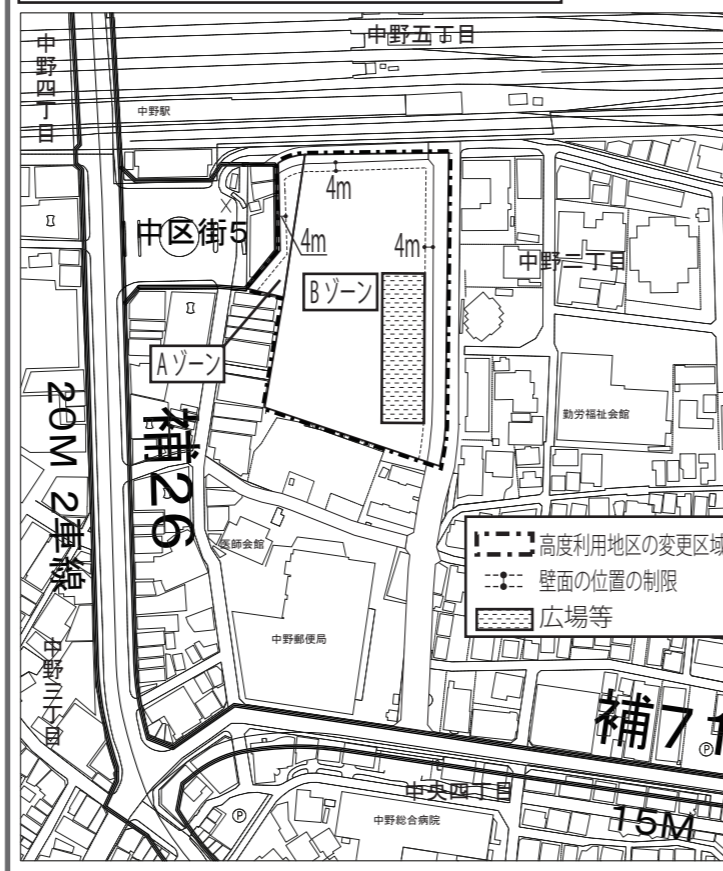 中野五丁目
中野四丁目
中野駅
中区街5
4m
4m
4m
Bゾーン
中野二丁目
Aゾーン
勤労福祉会館
20M 2車線
補26
高度利用地区の変更区域
壁面の位置の制限
広場等
医師会館
中野郵便局
中野三丁目
補71
P
中央四丁目
15M
P
中野総合病院